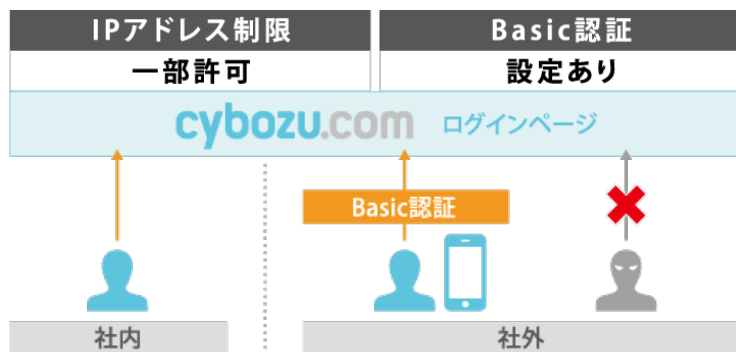 IPアドレス制限
Basic認証
一部許可
設定あり
cybozu.com ログインページ
Basic認証
社内
社外